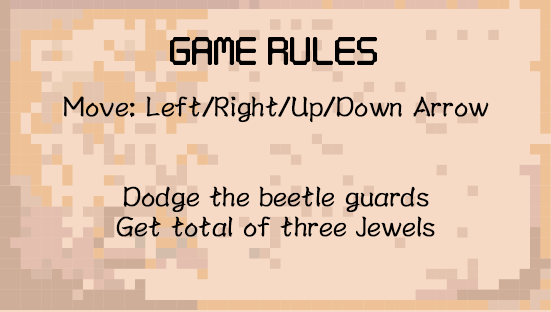 GAME RULES
Move: Left/Right/Up/Down Arrow
Dodge the beetle guards
Get total of three Jewels